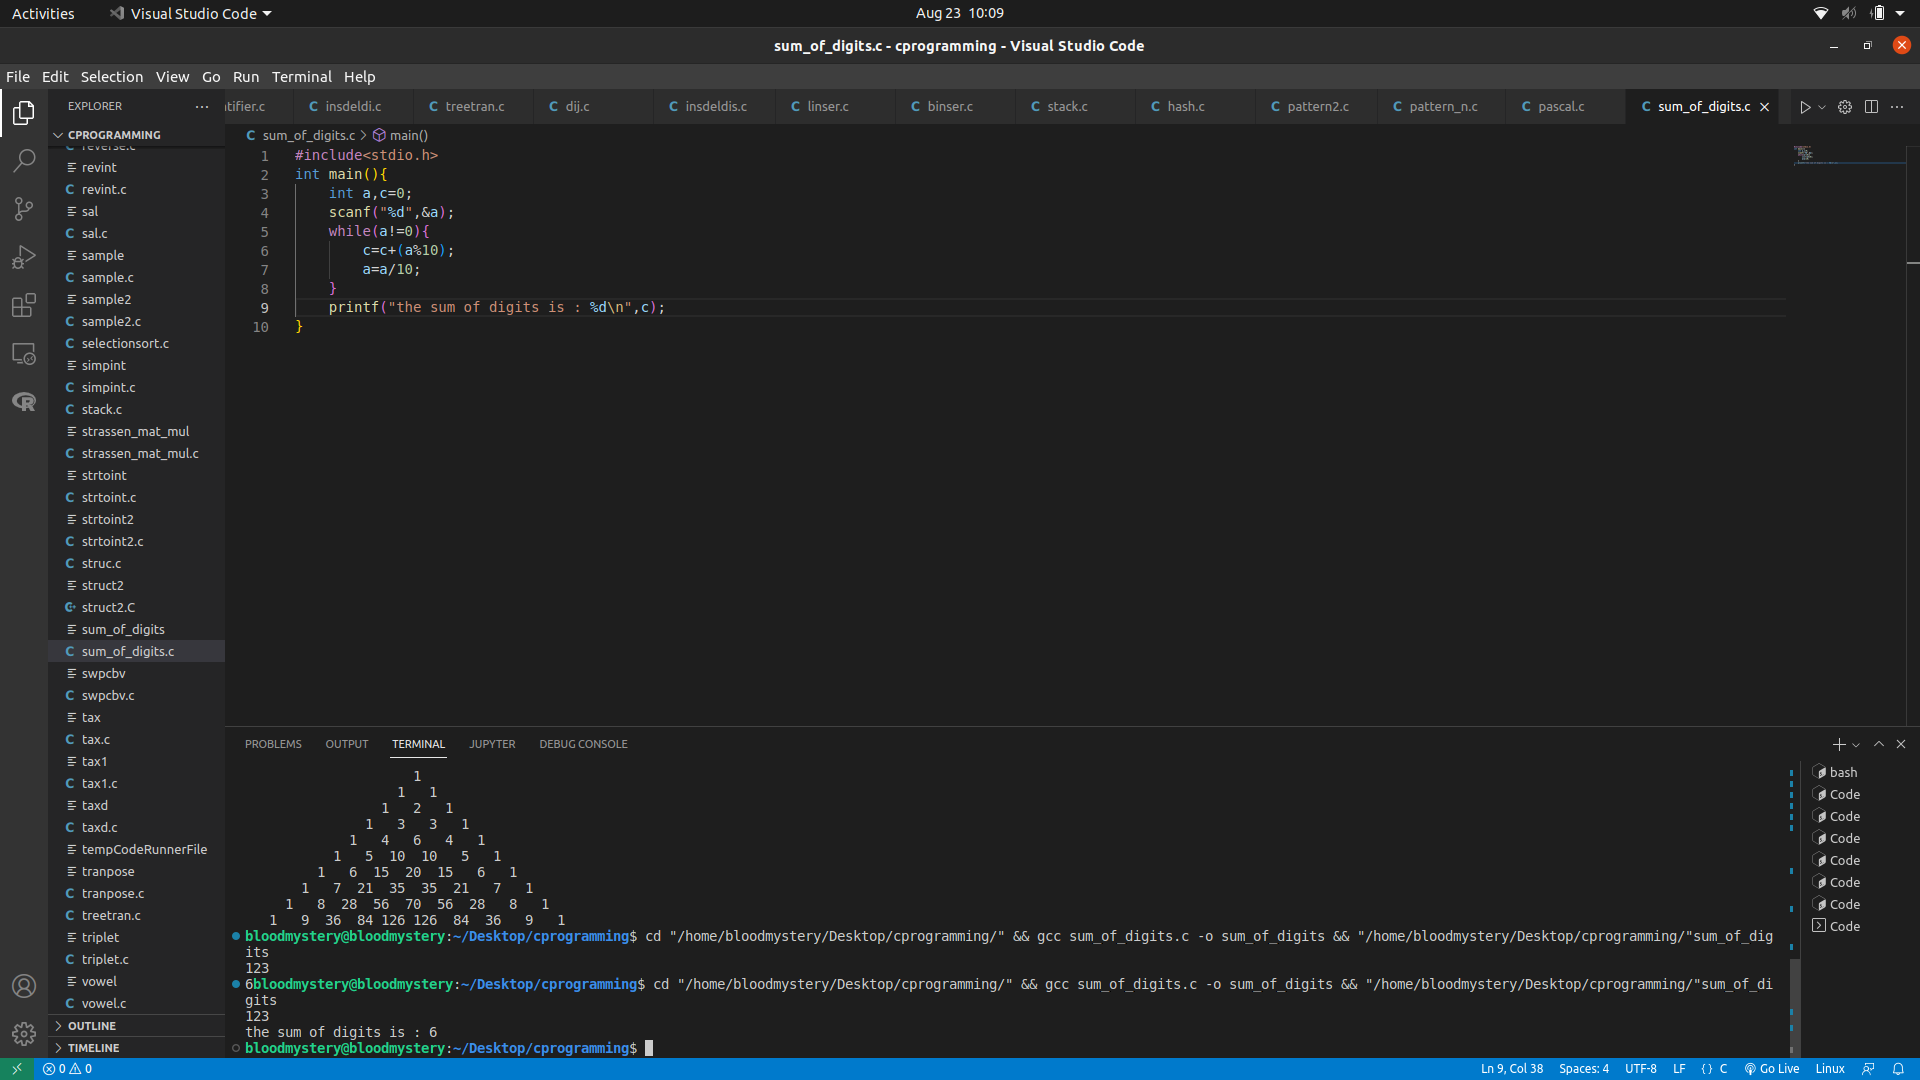 Activities Visual Studio Code Aug 23 10:09
sum_of_digits.c - cprogramming - Visual Studio Code
File Edit Selection View Go Run Terminal Help
EXPLORER
CPROGRAMMING
reverse.c
revint
revint.c
sal
sal.c
sample
sample.c
sample2
sample2.c
selectionsort.c
simpint
simpint.c
stack.c
strassen_mat_mul
strassen_mat_mul.c
strtoint
strtoint.c
strtoint2
strtoint2.c
struc.c
struct2
struct2.C
sum_of_digits
sum_of_digits.c
swpcbv
swpcbv.c
tax
tax.c
tax1
tax1.c
taxd
taxd.c
tempCodeRunnerFile
tranpose
tranpose.c
treetran.c
triplet
triplet.c
vowel
vowel.c
OUTLINE
TIMELINE
tifier.c insdeldi.c treetran.c dij.c insdeldis.c linser.c binser.c stack.c hash.c pattern2.c pattern_n.c pascal.c sum_of_digits.c
sum_of_digits.c > main()
1 #include<stdio.h>
2 int main(){
3 int a,c=0;
4 scanf("%d",&a);
5 while(a!=0){
6 c=c+(a%10);
7 a=a/10;
8 }
9 printf("the sum of digits is : %d\n",c);
10 }
PROBLEMS OUTPUT TERMINAL JUPYTER DEBUG CONSOLE
1
1 1
1 2 1
1 3 3 1
1 4 6 4 1
1 5 10 10 5 1
1 6 15 20 15 6 1
1 7 21 35 35 21 7 1
1 8 28 56 70 56 28 8 1
1 9 36 84 126 126 84 36 9 1
bloodmystery@bloodmystery:~/Desktop/cprogramming$ cd "/home/bloodmystery/Desktop/cprogramming/" && gcc sum_of_digits.c -o sum_of_digits && "/home/bloodmystery/Desktop/cprogramming/"sum_of_dig
its
123
6bloodmystery@bloodmystery:~/Desktop/cprogramming$ cd "/home/bloodmystery/Desktop/cprogramming/" && gcc sum_of_digits.c -o sum_of_digits && "/home/bloodmystery/Desktop/cprogramming/"sum_of_di
gits
123
the sum of digits is : 6
bloodmystery@bloodmystery:~/Desktop/cprogramming$
bash
Code
Code
Code
Code
Code
Code
Code
0 0 Ln 9, Col 38 Spaces: 4 UTF-8 LF {} C Go Live Linux